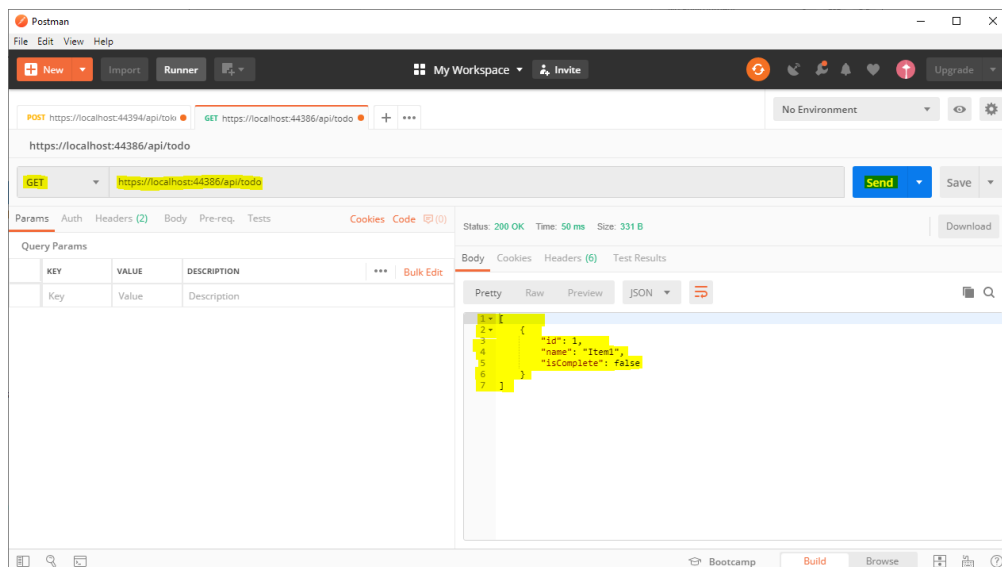 Postman
File Edit View Help
New Import Runner My Workspace Invite Upgrade
POST https://localhost:44394/api/tok GET https://localhost:44386/api/todo + ••• No Environment
https://localhost:44386/api/todo
GET https://localhost:44386/api/todo Send Save
Params Auth Headers (2) Body Pre-req. Tests Cookies Code (0) Status: 200 OK Time: 50 ms Size: 331 B Download
Query Params Body Cookies Headers (6) Test Results
KEY VALUE DESCRIPTION ••• Bulk Edit
Key Value Description Pretty Raw Preview JSON
1 [
2 {
3 "id": 1,
4 "name": "Item1",
5 "isComplete": false
6 }
7 ]
Bootcamp Build Browse